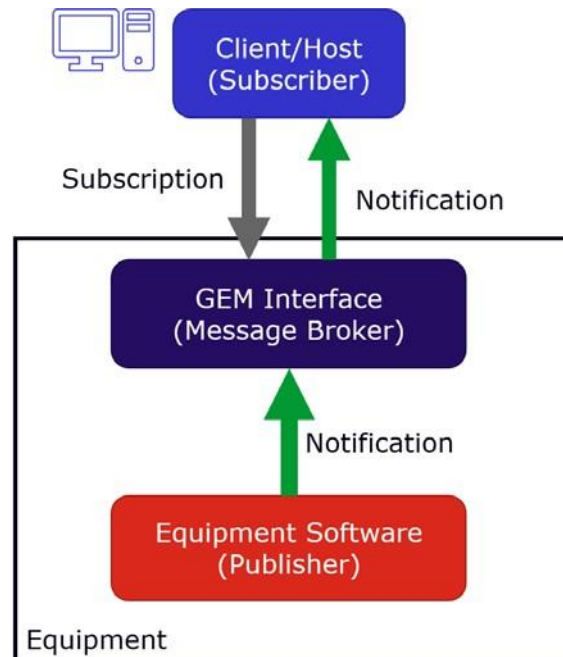 Client/Host
(Subscriber)
Subscription
Notification
GEM Interface
(Message Broker)
Notification
Equipment Software
(Publisher)
Equipment